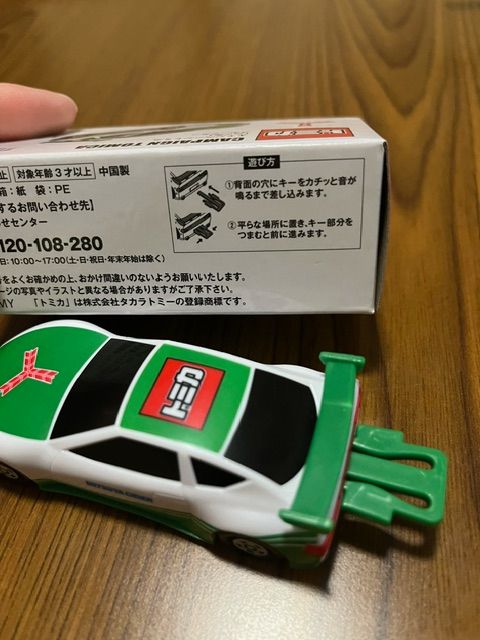 CAMPAIGN TOMICA
トミカ
止 対象年齢3才以上 中国製
箱：紙 袋：PE
するお問い合わせ先】
わせセンター
120-108-280
日：10:00～17:00(土・日・祝日・年末年始は除く)
をよくお確かめの上、おかけ間違いのないようお願いいたします。
ージの写真やイラストと異なる場合がありますがご了承下さい。
MY 「トミカ」は株式会社タカラトミーの登録商標です。
遊び方
①背面の穴にキーをカチッと音が
鳴るまで差し込みます。
②平らな場所に置き、キー部分を
つまむと前に進みます。
トミカ